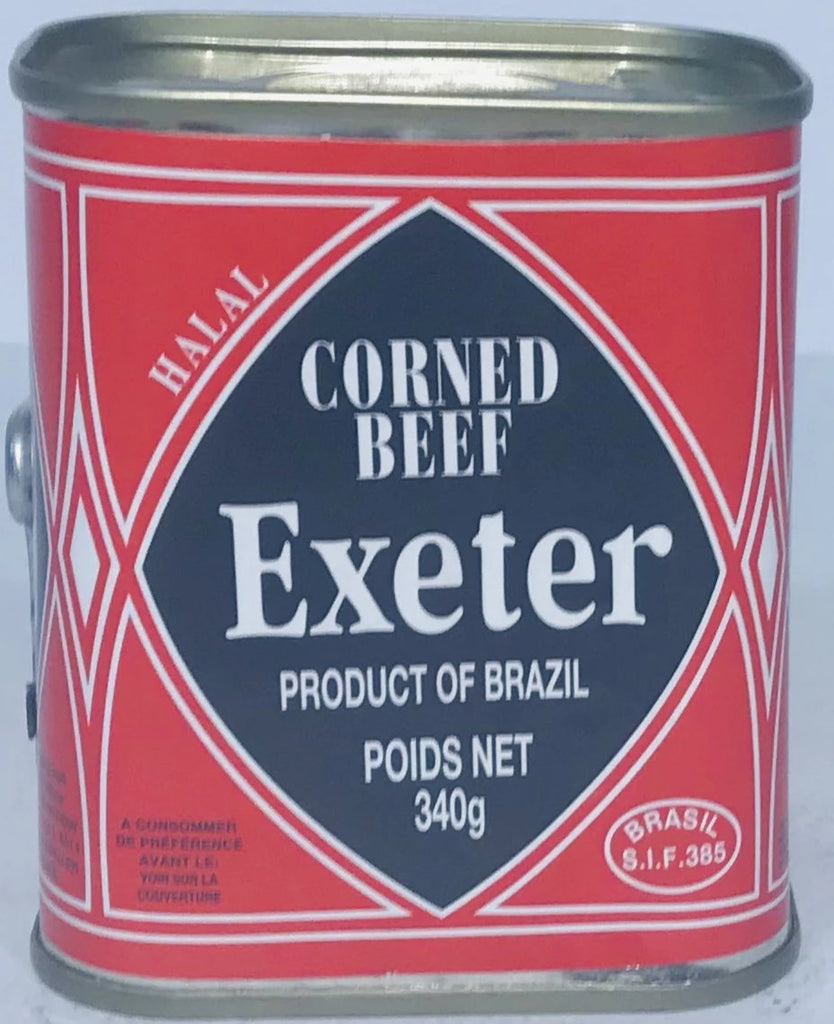 HALAL
CORNED
BEEF
Exeter
PRODUCT OF BRAZIL
POIDS NET
340g
A CONSOMMER
DE PREFERENCE
AVANT LE:
VOIR SUR LA
COUVERTURE
BRASIL
S.I.F.385